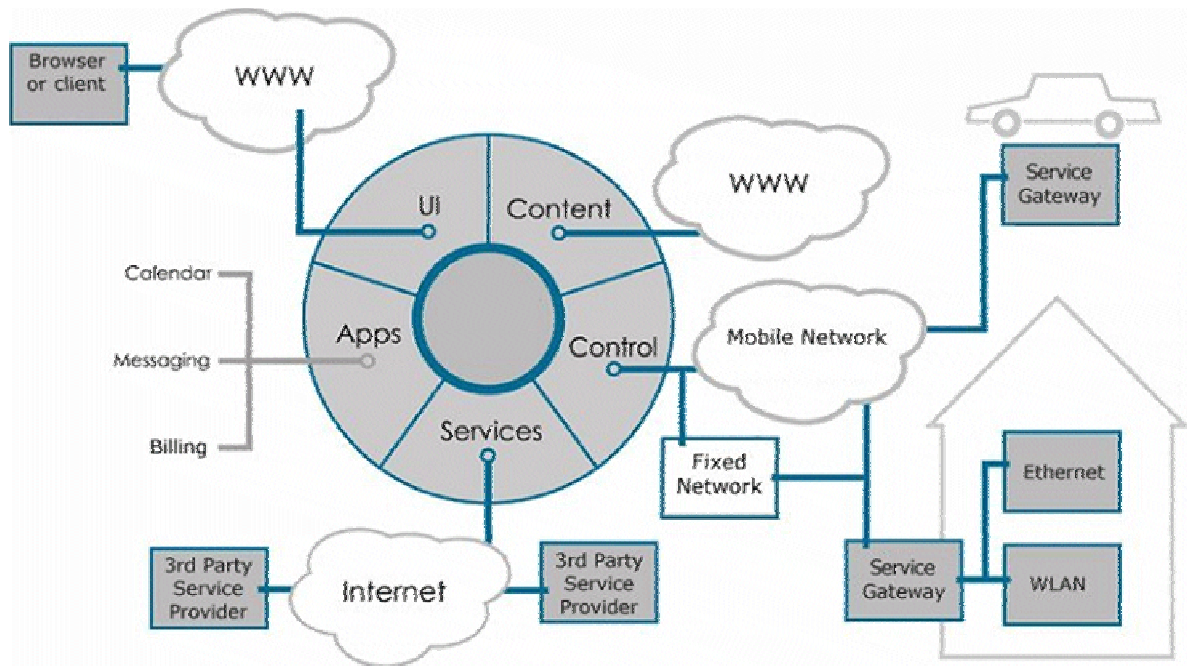 Browser
or client
WWW
UI
Content
WWW
Service
Gateway
Calendar
Messaging
Billing
Apps
Control
Mobile Network
Services
Fixed
Network
Ethernet
3rd Party
Service
Provider
Internet
3rd Party
Service
Provider
Service
Gateway
WLAN